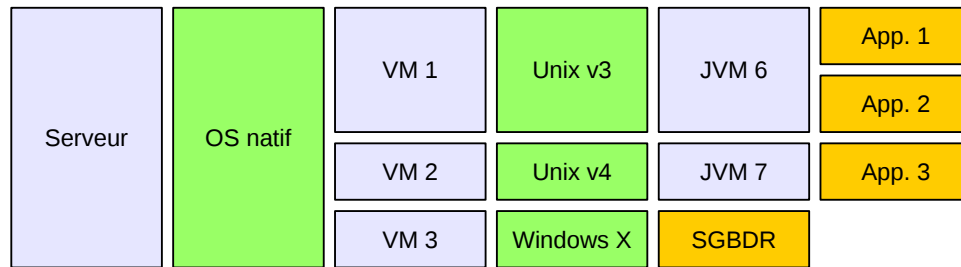 Serveur
OS natif
VM 1
Unix v3
JVM 6
App. 1
App. 2
VM 2
Unix v4
JVM 7
App. 3
VM 3
Windows X
SGBDR